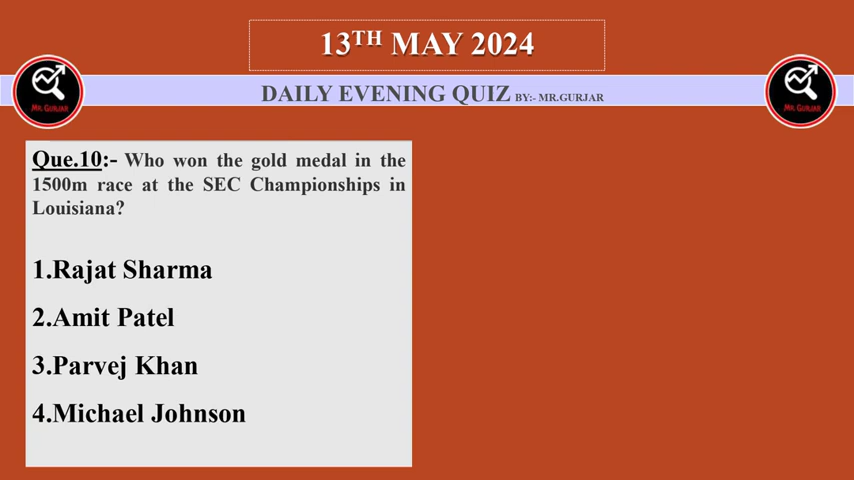 13TH MAY 2024
DAILY EVENING QUIZ BY:- MR.GURJAR
MR.GURJAR
MR.GURJAR
Que.10:- Who won the gold medal in the
1500m race at the SEC Championships in
Louisiana?
1.Rajat Sharma
2.Amit Patel
3.Parvej Khan
4.Michael Johnson